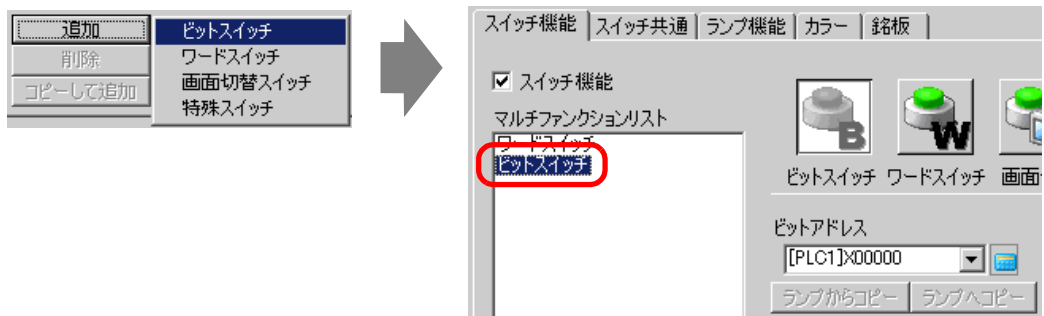 追加
削除
コピーして追加
ビットスイッチ
ワードスイッチ
画面切替スイッチ
特殊スイッチ
スイッチ機能 スイッチ共通 ランプ機能 カラー 銘板
スイッチ機能
マルチファンクションリスト
ワードスイッチ
ビットスイッチ
B W
ビットスイッチ ワードスイッチ 画面
ビットアドレス
[PLC1]X00000
ランプからコピー ランプへコピー